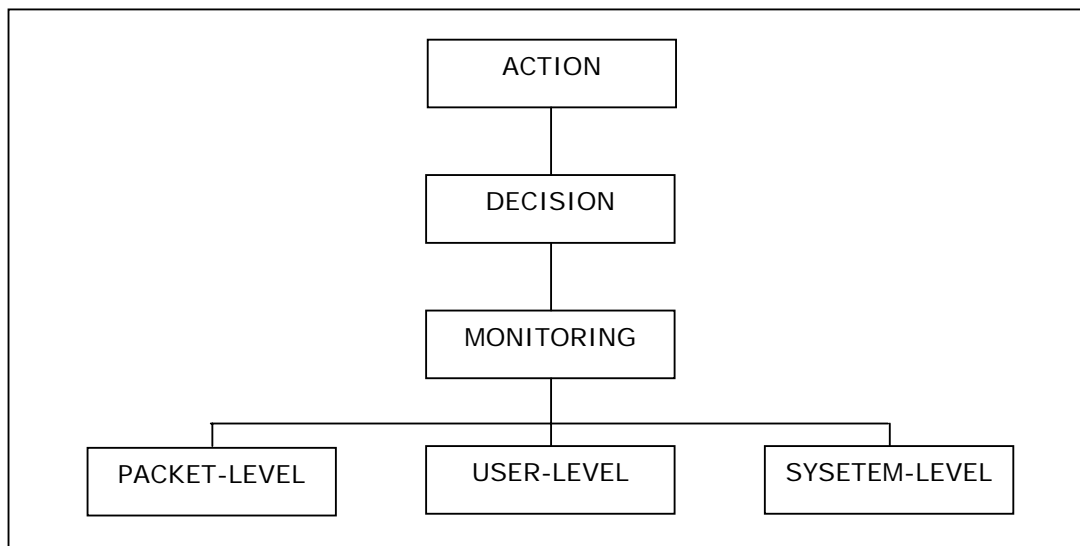 ACTION
DECISION
MONITORING
PACKET-LEVEL USER-LEVEL SYSETEM-LEVEL